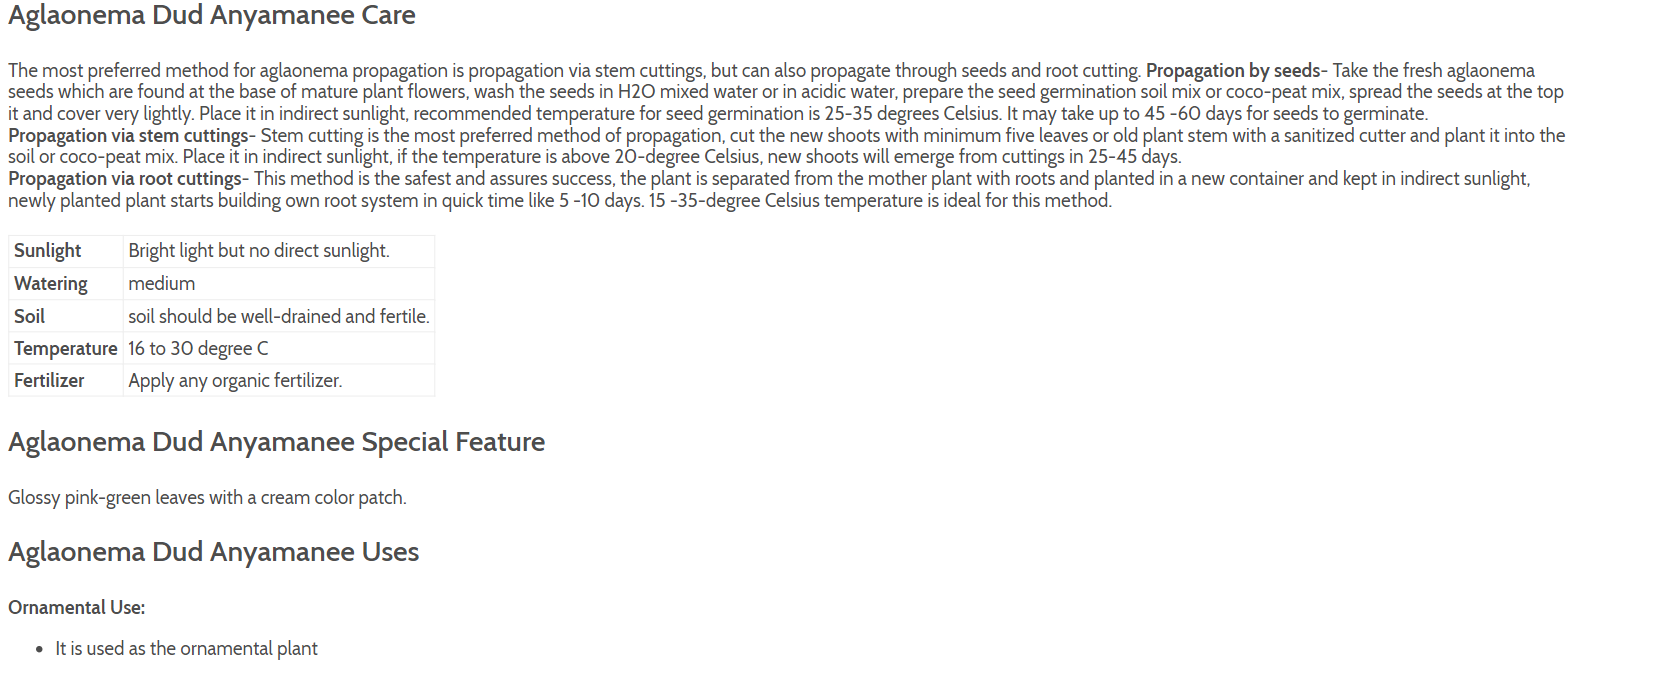 Aglaonema Dud Anyamanee Care
The most preferred method for aglaonema propagation is propagation via stem cuttings, but can also propagate through seeds and root cutting. Propagation by seeds- Take the fresh aglaonema
seeds which are found at the base of mature plant flowers, wash the seeds in H2O mixed water or in acidic water, prepare the seed germination soil mix or coco-peat mix, spread the seeds at the top
it and cover very lightly. Place it in indirect sunlight, recommended temperature for seed germination is 25-35 degrees Celsius. It may take up to 45 -60 days for seeds to germinate.
Propagation via stem cuttings- Stem cutting is the most preferred method of propagation, cut the new shoots with minimum five leaves or old plant stem with a sanitized cutter and plant it into the
soil or coco-peat mix. Place it in indirect sunlight, if the temperature is above 20-degree Celsius, new shoots will emerge from cuttings in 25-45 days.
Propagation via root cuttings- This method is the safest and assures success, the plant is separated from the mother plant with roots and planted in a new container and kept in indirect sunlight,
newly planted plant starts building own root system in quick time like 5 -10 days. 15 -35-degree Celsius temperature is ideal for this method.
Sunlight Bright light but no direct sunlight.
Watering medium
Soil soil should be well-drained and fertile.
Temperature 16 to 30 degree C
Fertilizer Apply any organic fertilizer.
Aglaonema Dud Anyamanee Special Feature
Glossy pink-green leaves with a cream color patch.
Aglaonema Dud Anyamanee Uses
Ornamental Use:
• It is used as the ornamental plant